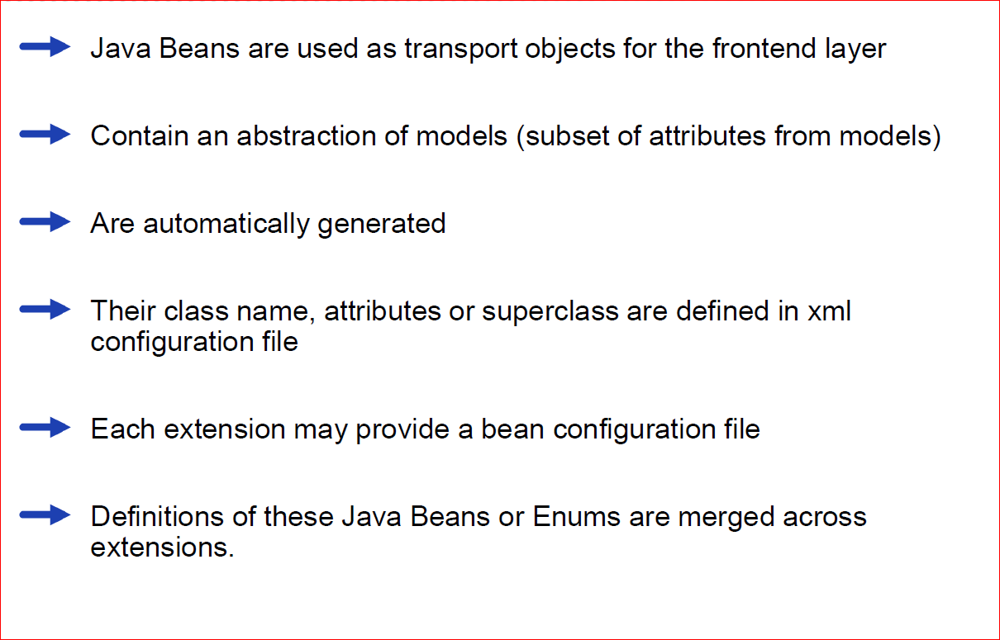 Java Beans are used as transport objects for the frontend layer
Contain an abstraction of models (subset of attributes from models)
Are automatically generated
Their class name, attributes or superclass are defined in xml
configuration file
Each extension may provide a bean configuration file
Definitions of these Java Beans or Enums are merged across
extensions.